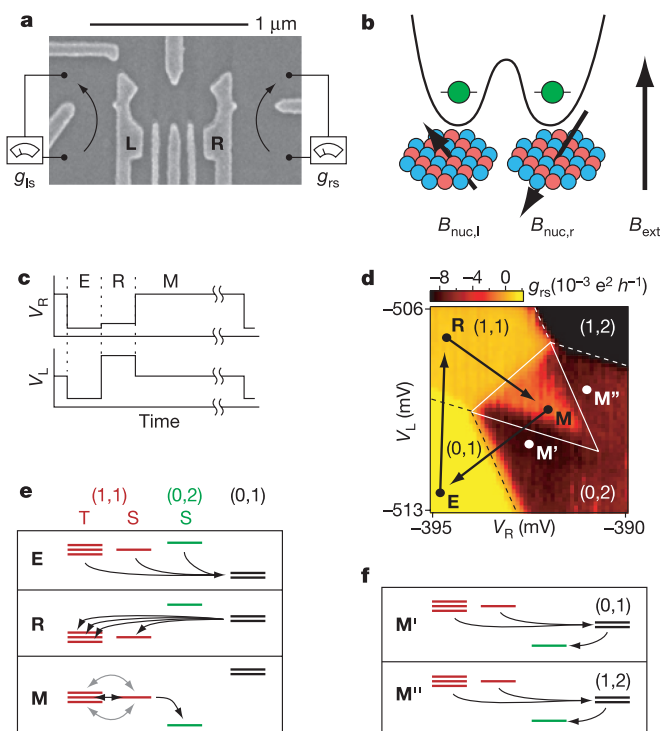 a
1 μm
L
R
g_ls
g_rs
b
B_nuc,l
B_nuc,r
B_ext
c
E R M
V_R
V_L
Time
d
−8 −4 0 g_rs(10⁻³ e² h⁻¹)
−506
R (1,1) (1,2)
M"
M
V_L (mV)
(0,1) M'
E (0,2)
−513
−395 V_R (mV) −390
e
(1,1) (0,2) (0,1)
T S S
E
R
M
f
M' (0,1)
M" (1,2)